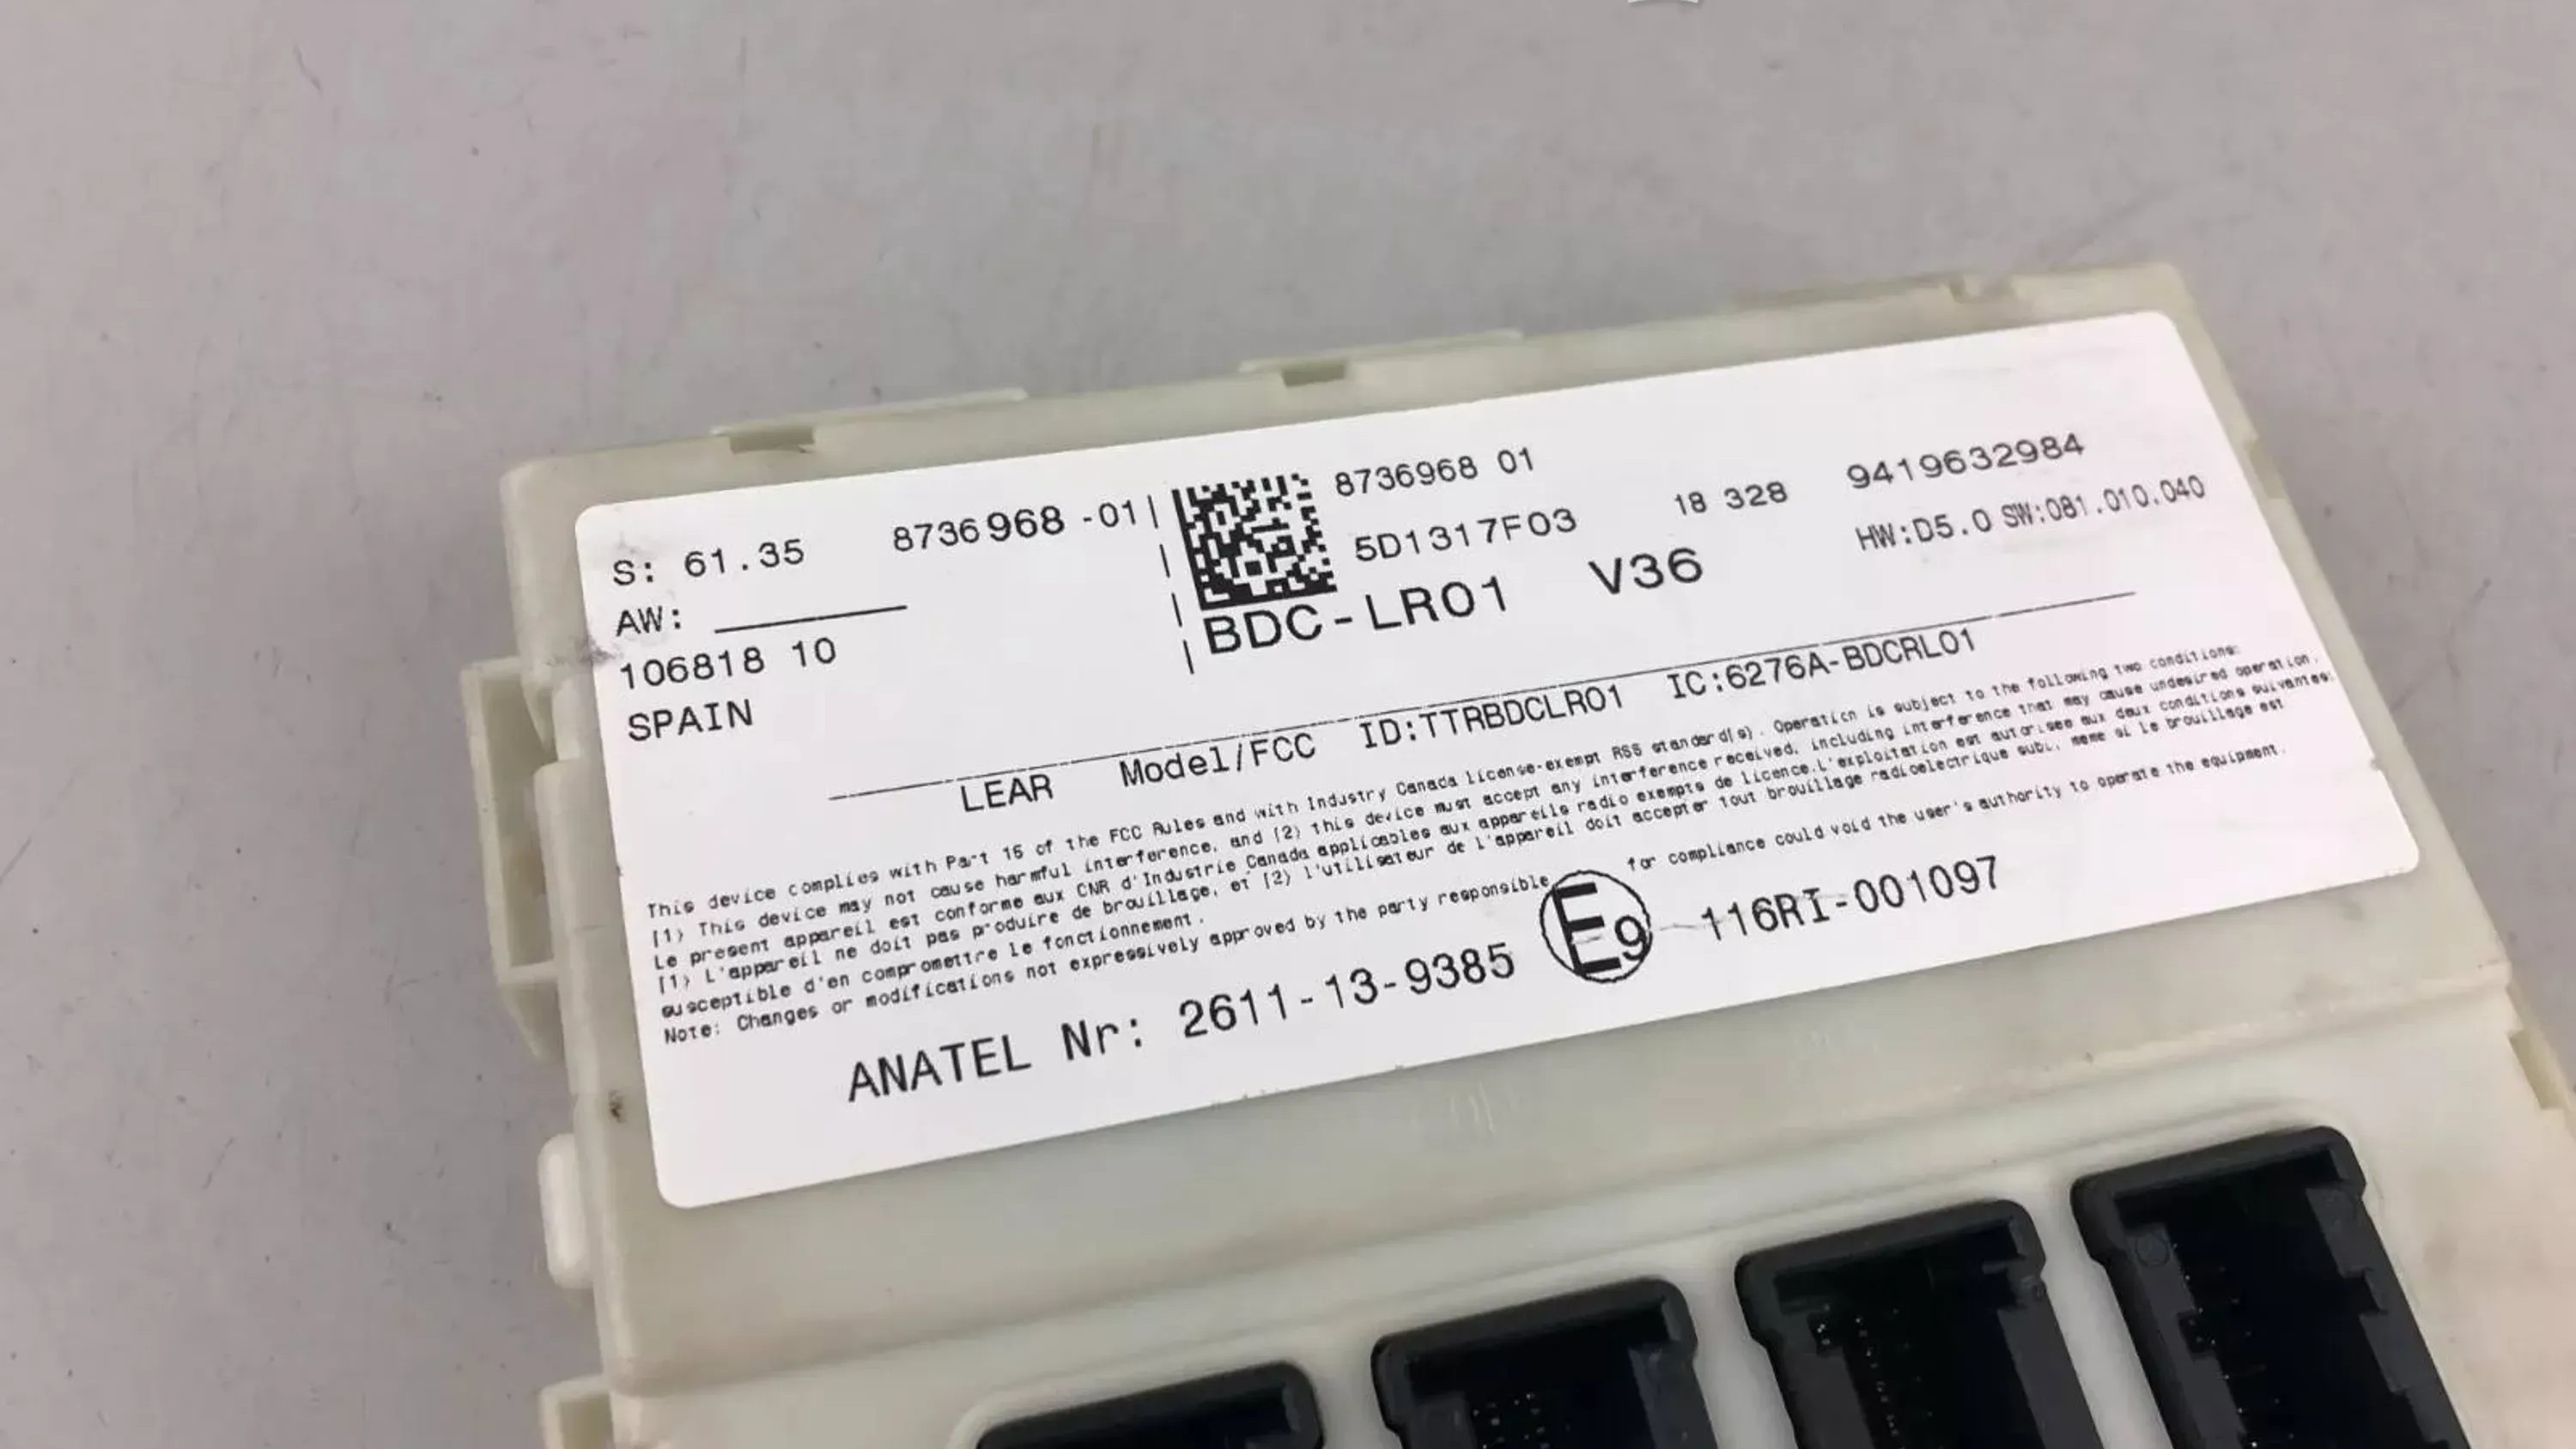 S: 61.35 8736968 -01
AW:
106818 10
SPAIN
8736968 01
5D1317F03 18 328 9419632984
BDC-LR01 V36 HW:D5.0 SW:081.010.040
LEAR Model/FCC ID:TTRBDCLR01 IC:6276A-BDCRL01
This device complies with Part 15 of the FCC Rules and with Industry Canada license-exempt RSS standard(s). Operation is subject to the following two conditions:
(1) This device may not cause harmful interference, and (2) this device must accept any interference received, including interference that may cause undesired operation.
Le present appareil est conforme aux CNR d'Industrie Canada applicables aux appareils radio exempts de licence.L'exploitation est autorisee aux deux conditions suivantes:
(1) L'appareil ne doit pas produire de brouillage, et (2) l'utilisateur de l'appareil doit accepter tout brouillage radioelectrique subi, meme si le brouillage est
susceptible d'en compromettre le fonctionnement.
Note: Changes or modifications not expressively approved by the party responsible for compliance could void the user's authority to operate the equipment.
ANATEL Nr: 2611-13-9385 E9 116RI-001097